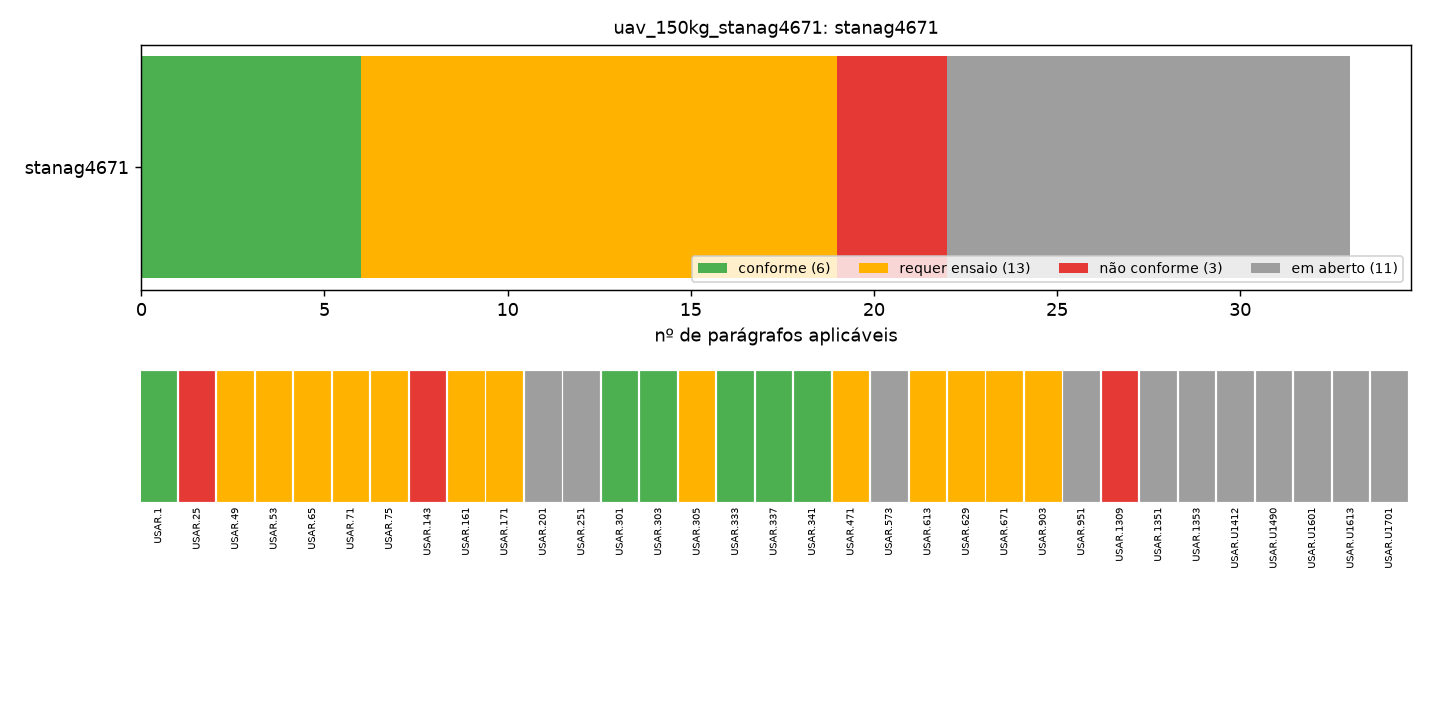 uav_150kg_stanag4671: stanag4671
stanag4671
conforme (6) requer ensaio (13) não conforme (3) em aberto (11)
0 5 10 15 20 25 30
nº de parágrafos aplicáveis
USAR.1
USAR.25
USAR.49
USAR.53
USAR.65
USAR.71
USAR.75
USAR.143
USAR.161
USAR.171
USAR.201
USAR.251
USAR.301
USAR.303
USAR.305
USAR.333
USAR.337
USAR.341
USAR.471
USAR.573
USAR.613
USAR.629
USAR.671
USAR.903
USAR.951
USAR.1309
USAR.1351
USAR.1353
USAR.U1412
USAR.U1490
USAR.U1601
USAR.U1613
USAR.U1701